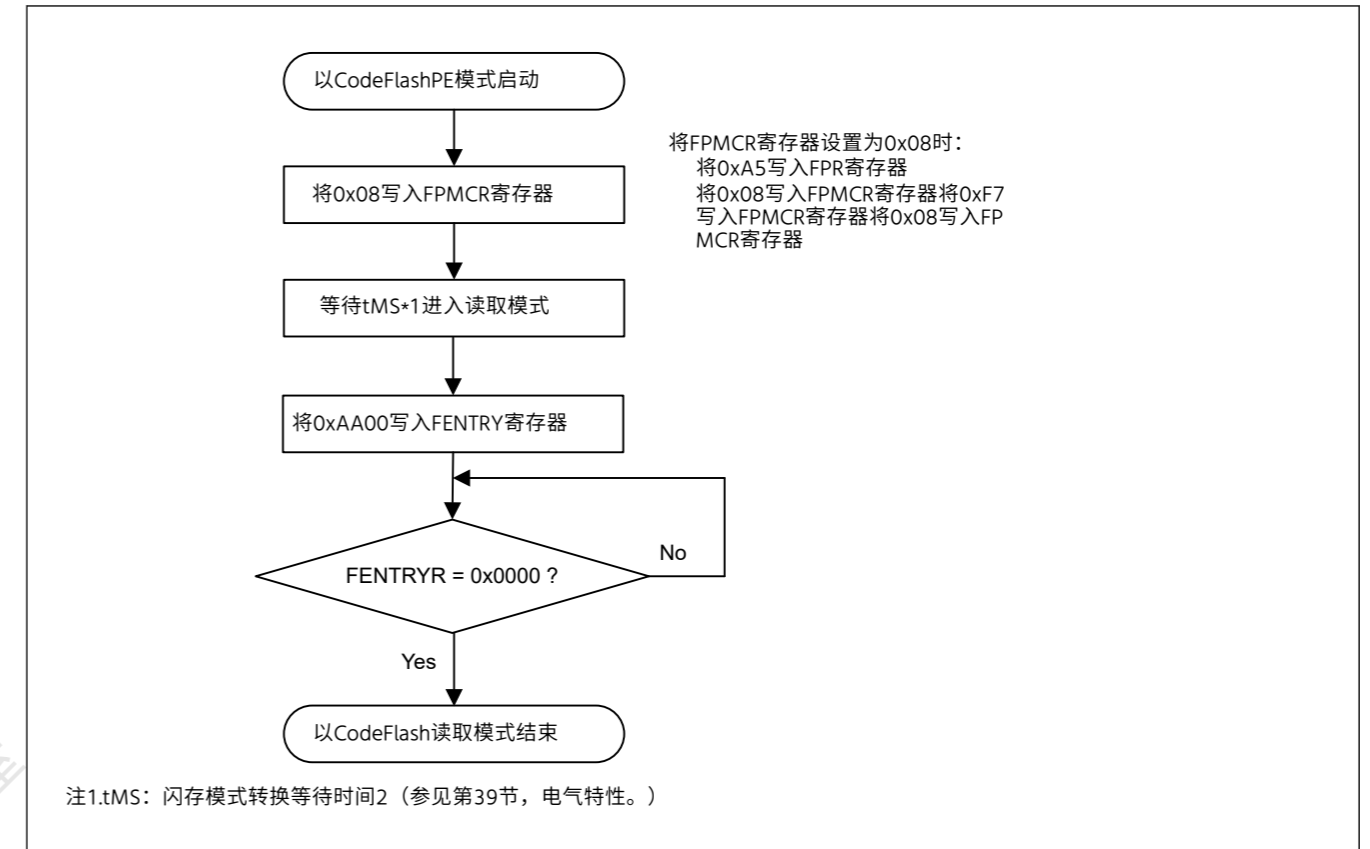 以CodeFlashPE模式启动
将0x08写入FPMCR寄存器
将FPMCR寄存器设置为0x08时：
将0xA5写入FPR寄存器
将0x08写入FPMCR寄存器将0xF7
写入FPMCR寄存器将0x08写入FP
MCR寄存器
等待tMS*1进入读取模式
将0xAA00写入FENTRY寄存器
FENTRYR = 0x0000 ?
No
Yes
以CodeFlash读取模式结束
注1.tMS：闪存模式转换等待时间2（参见第39节，电气特性。）